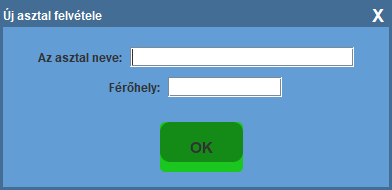 Új asztal felvétele X
Az asztal neve:
Férőhely:
OK